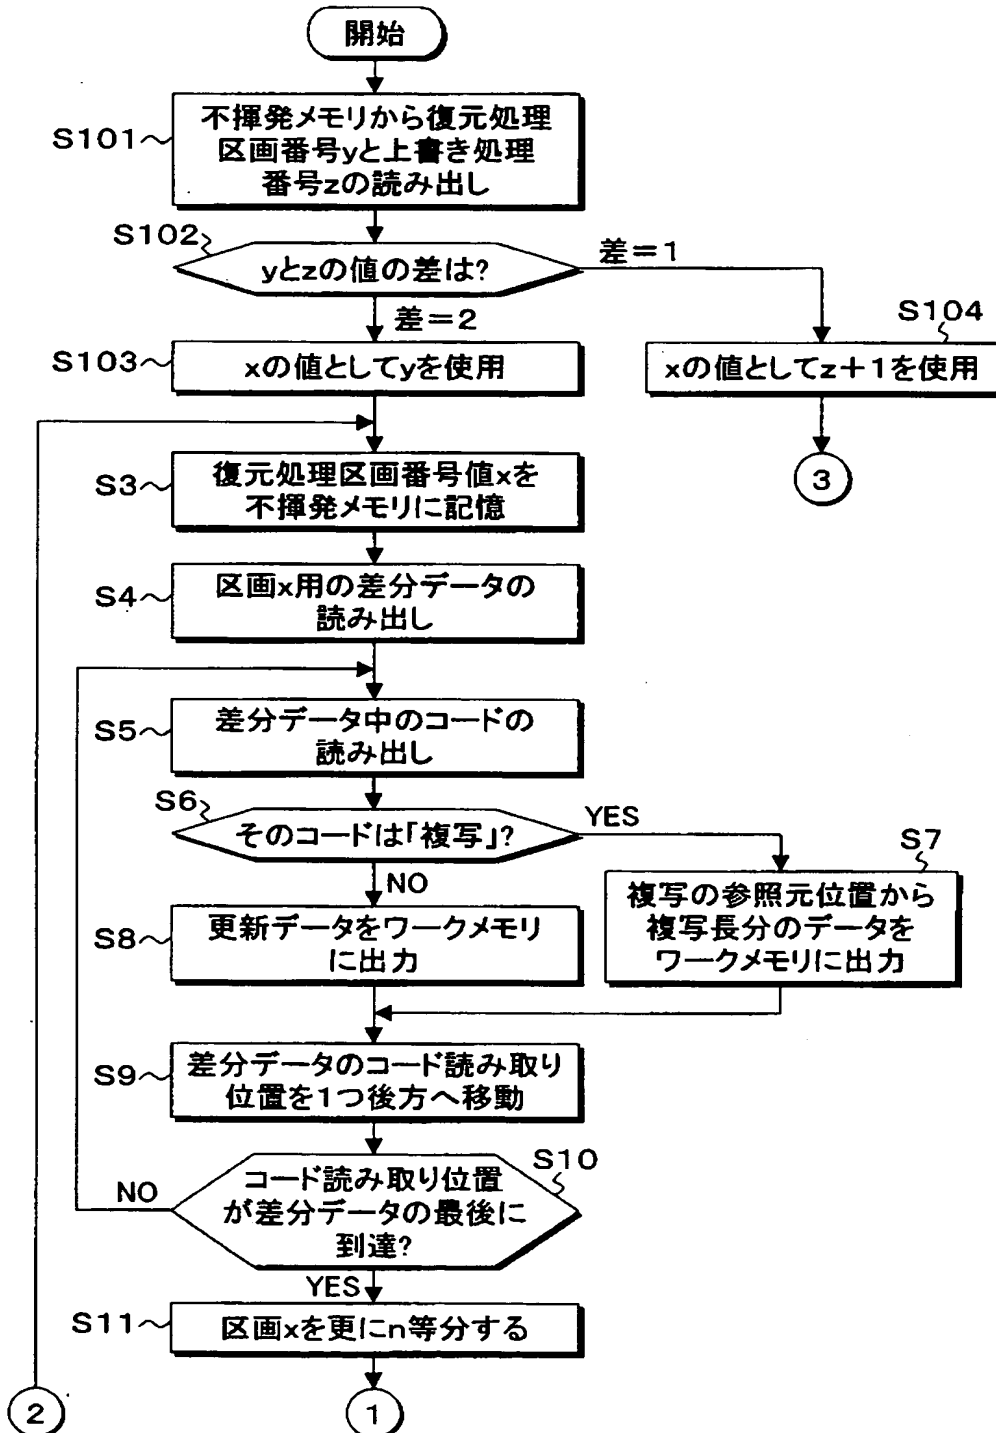 開始
S101
不揮発メモリから復元処理
区画番号yと上書き処理
番号zの読み出し
S102
yとzの値の差は?
差=1
差=2
S103
xの値としてyを使用
S104
xの値としてz+1を使用
3
S3
復元処理区画番号値xを
不揮発メモリに記憶
S4
区画x用の差分データの
読み出し
S5
差分データ中のコードの
読み出し
S6
そのコードは「複写」?
YES
NO
S7
複写の参照元位置から
複写長分のデータを
ワークメモリに出力
S8
更新データをワークメモリ
に出力
S9
差分データのコード読み取り
位置を1つ後方へ移動
S10
コード読み取り位置
が差分データの最後に
到達?
NO
YES
S11
区画xを更にn等分する
2
1